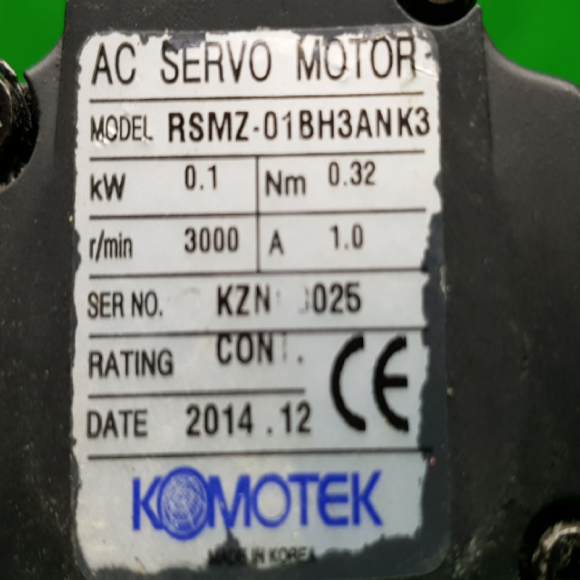 AC SERVO MOTOR
MODEL RSMZ-01BH3ANK3
kW 0.1 Nm 0.32
r/min 3000 A 1.0
SER NO. KZN 025
RATING CON .
CE
DATE 2014.12
KOMOTEK
MADE IN KOREA